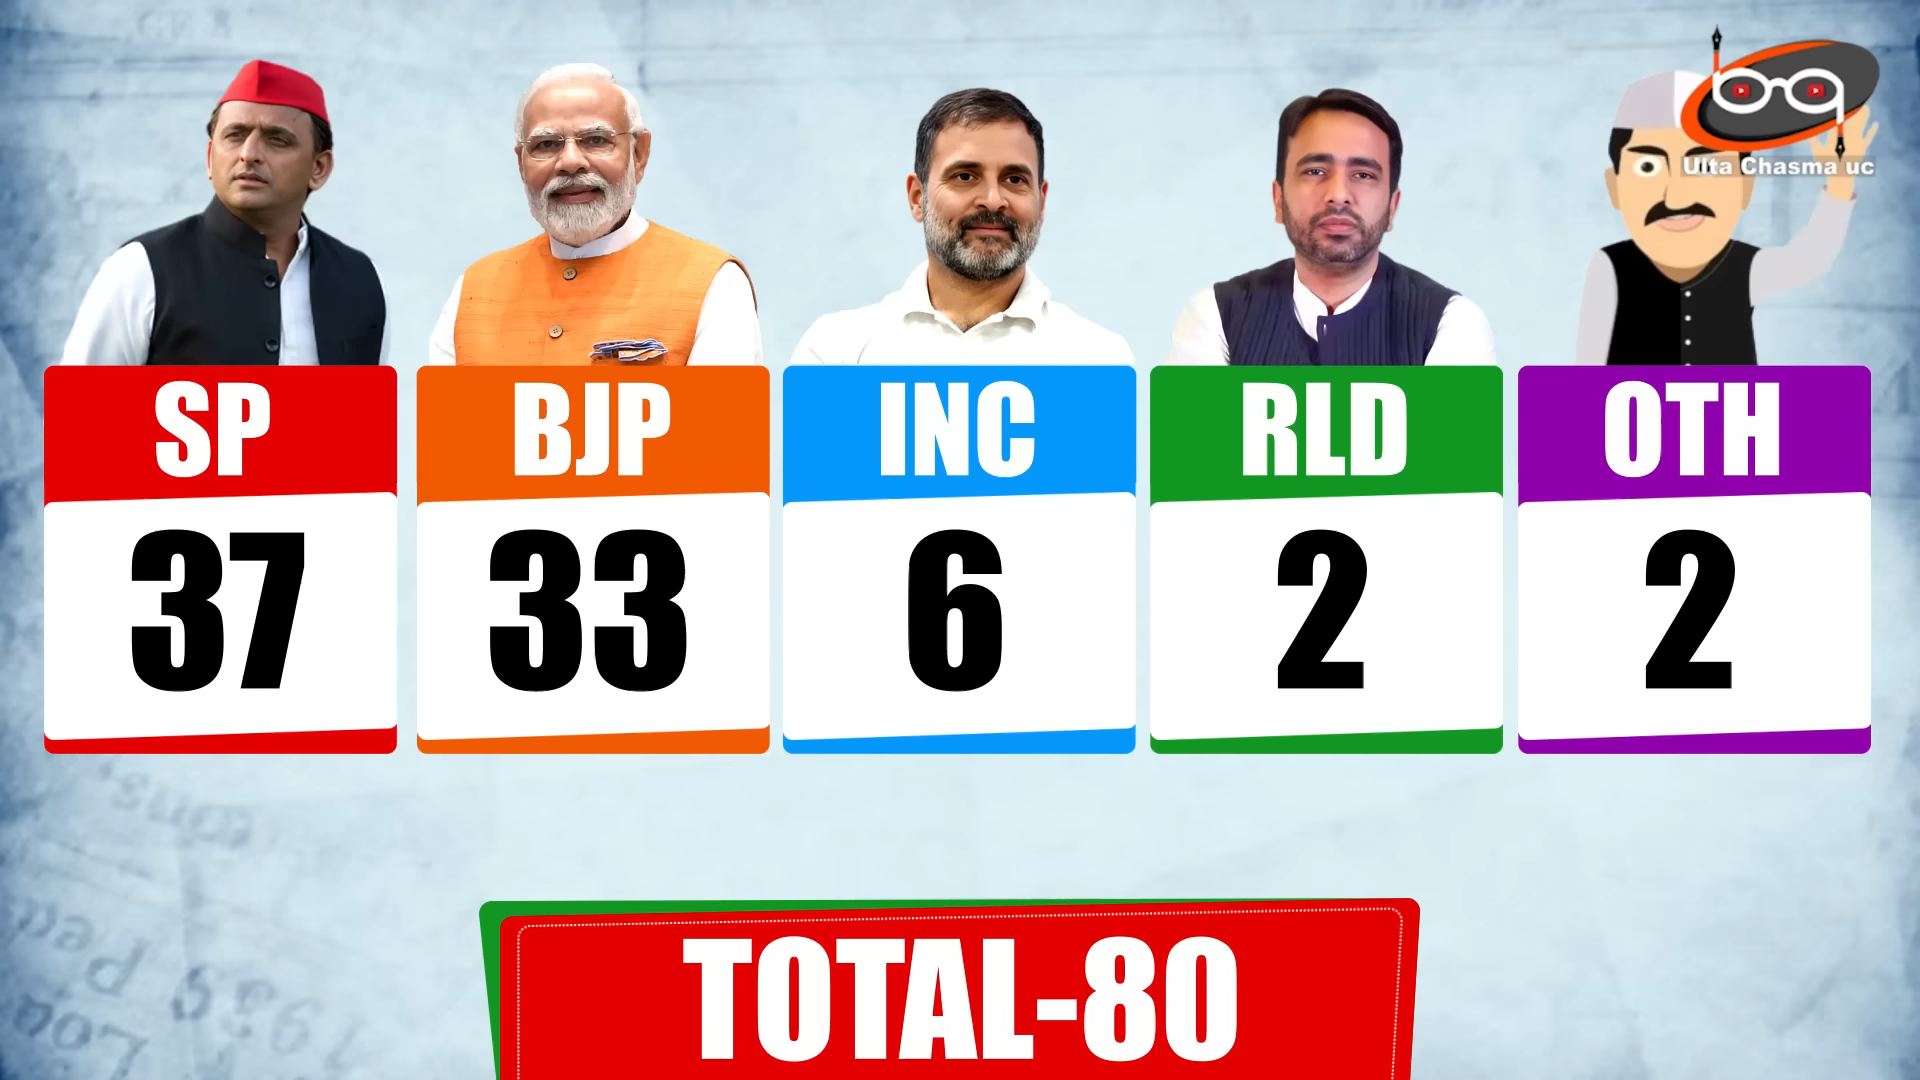 Ulta Chasma uc
SP
BJP
INC
RLD
OTH
37
33
6
2
2
TOTAL-80